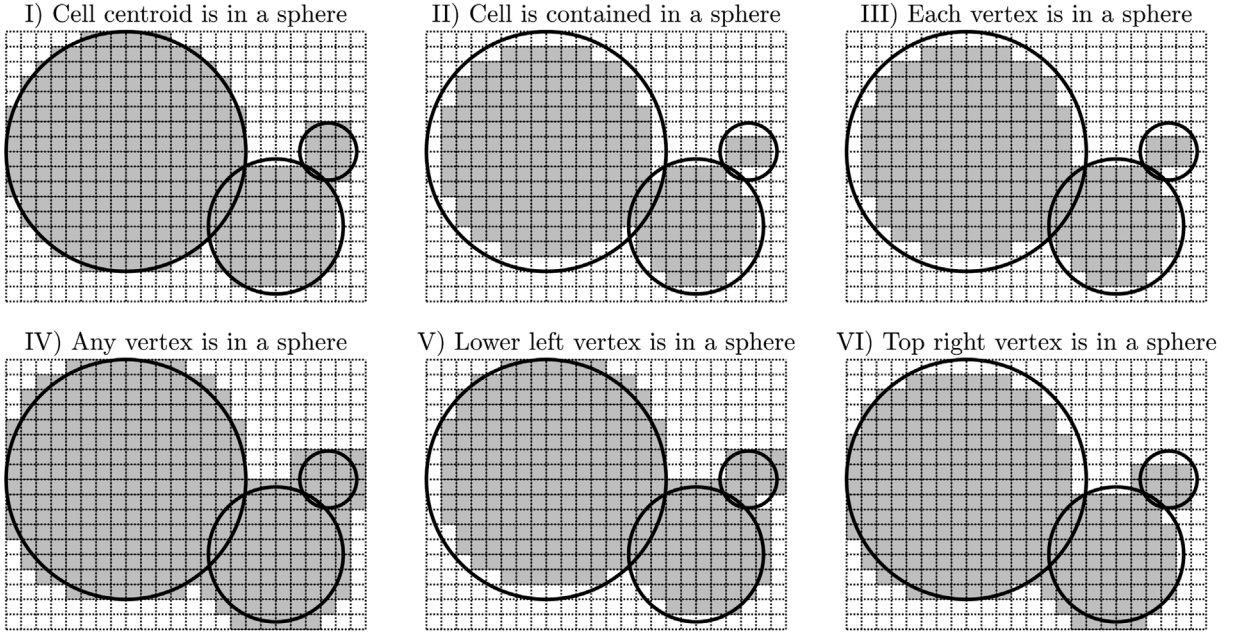 I) Cell centroid is in a sphere
II) Cell is contained in a sphere
III) Each vertex is in a sphere
IV) Any vertex is in a sphere
V) Lower left vertex is in a sphere
VI) Top right vertex is in a sphere